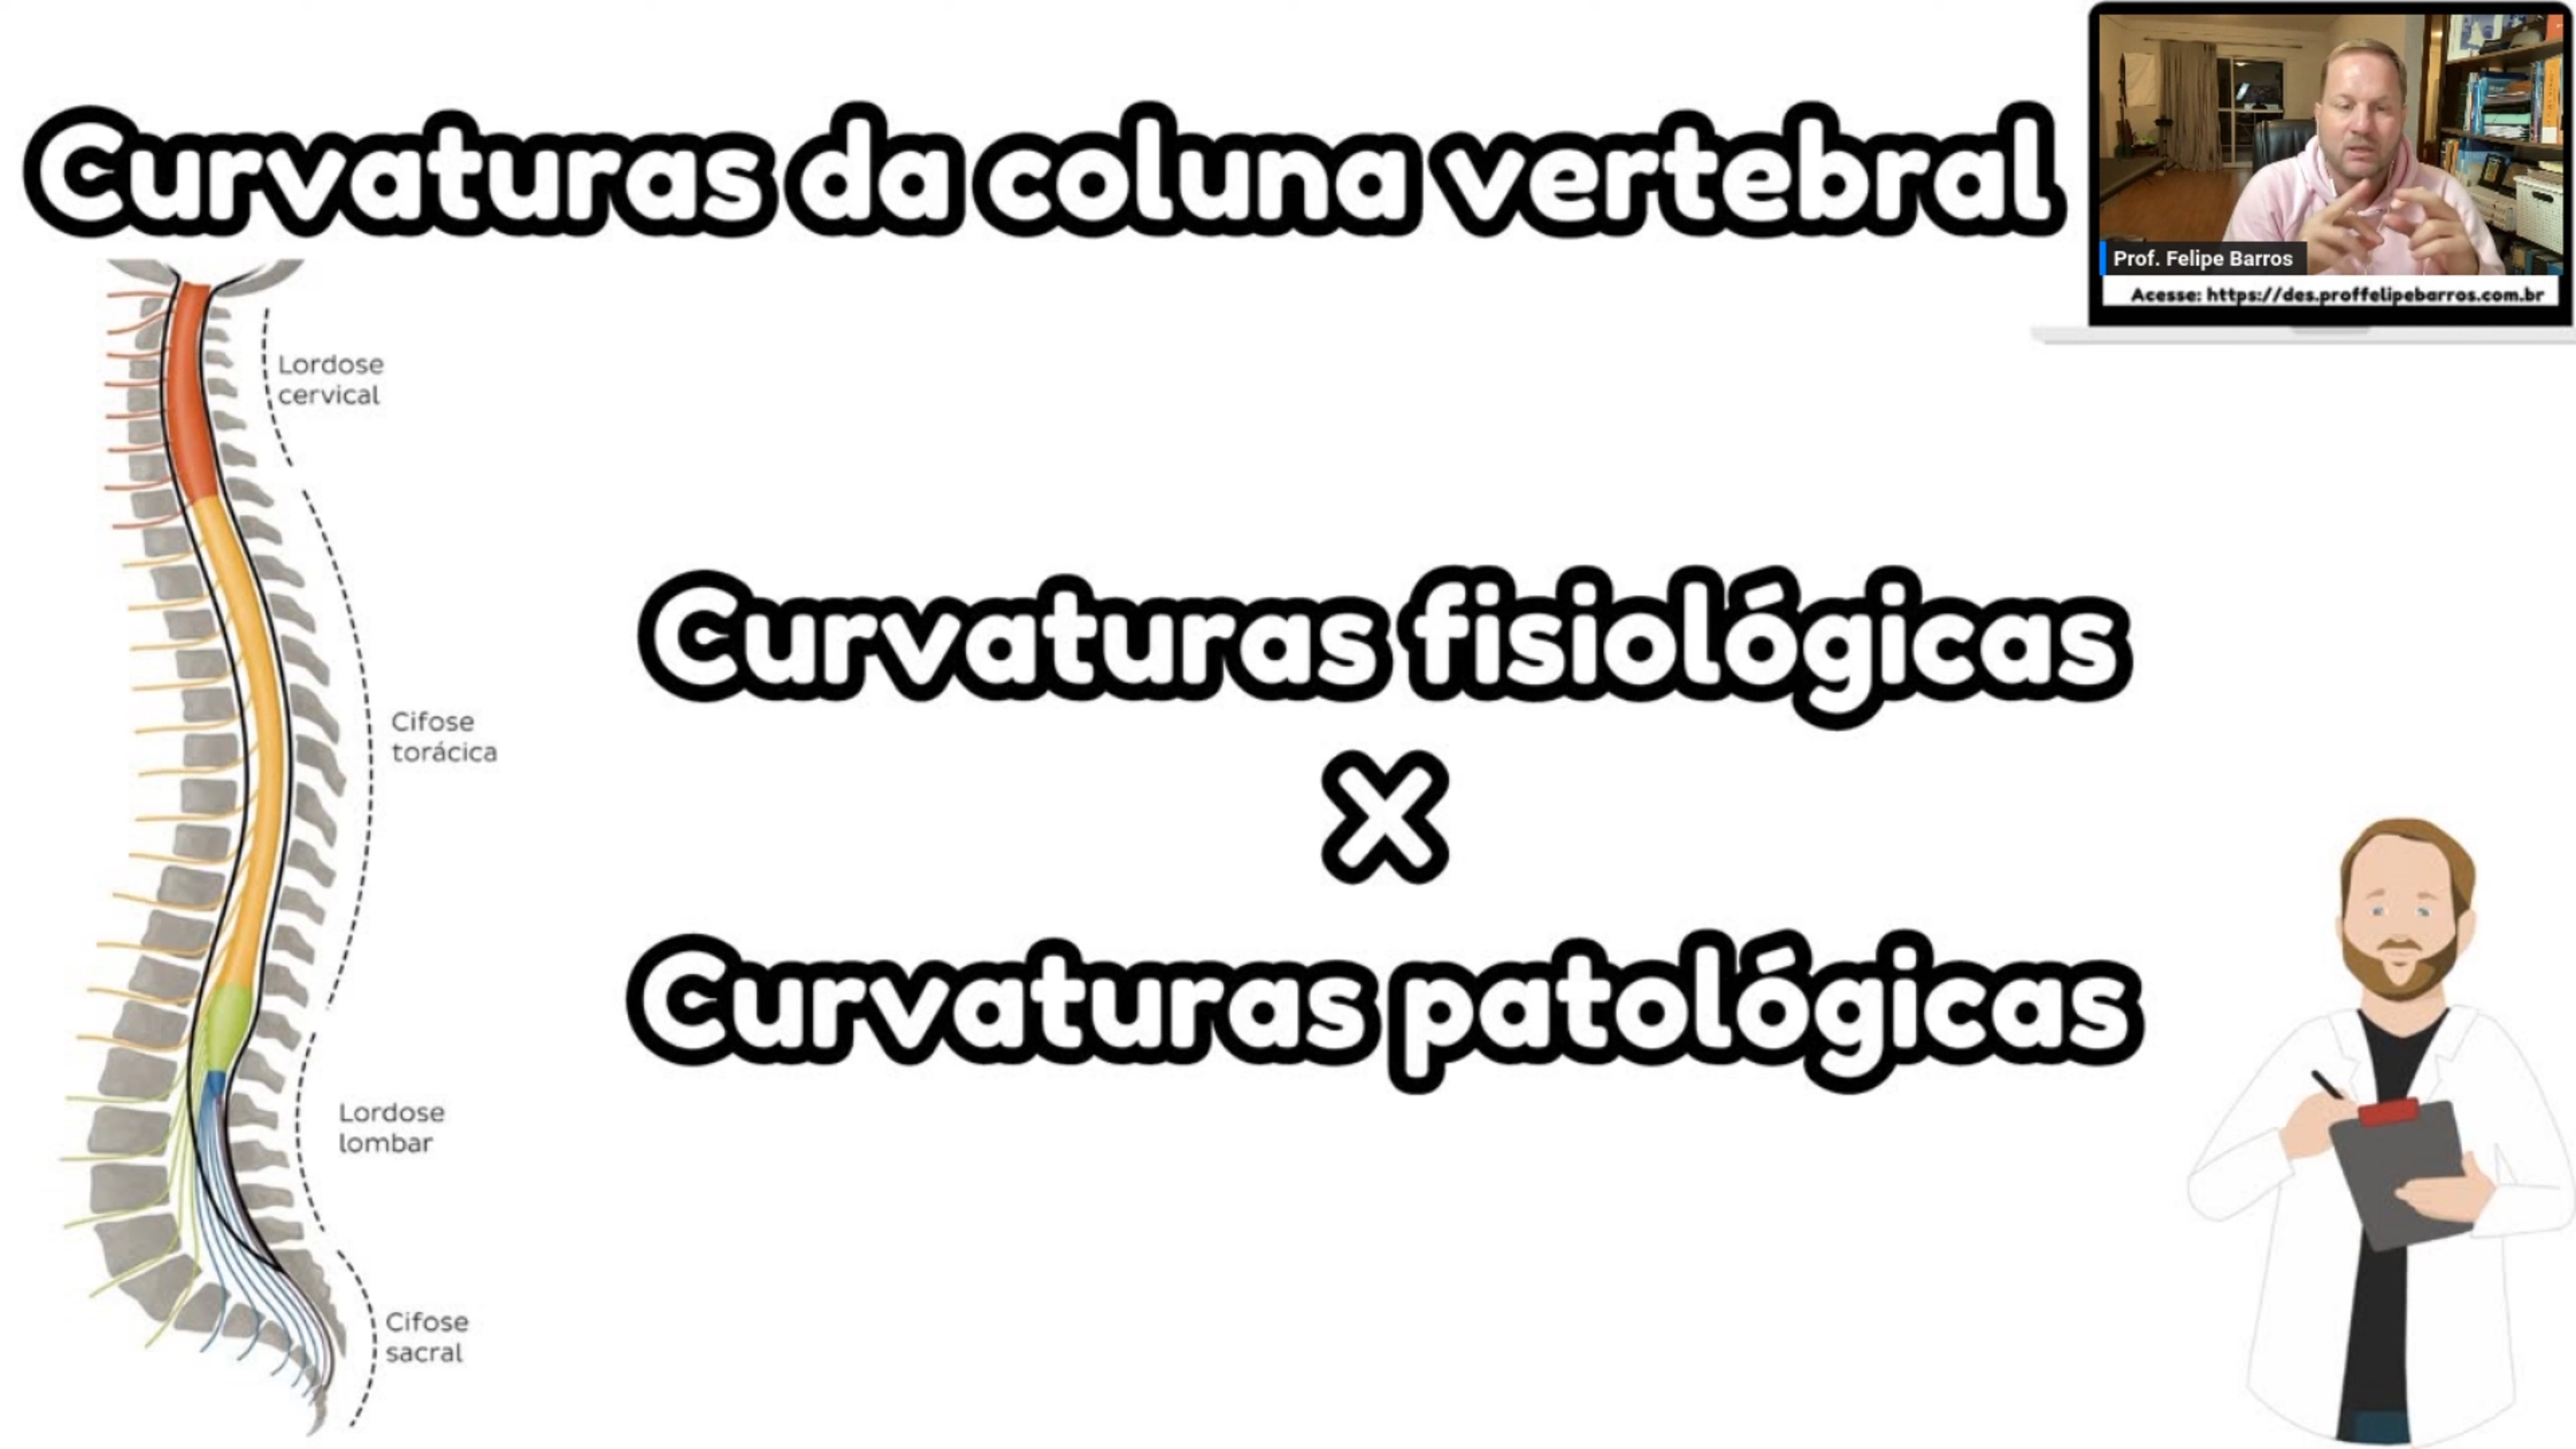 Curvaturas da coluna vertebral
Prof. Felipe Barros
Acesse: https://des.proffelipebarros.com.br
Lordose
cervical
Cifose
torácica
Lordose
lombar
Cifose
sacral
Curvaturas fisiológicas
X
Curvaturas patológicas